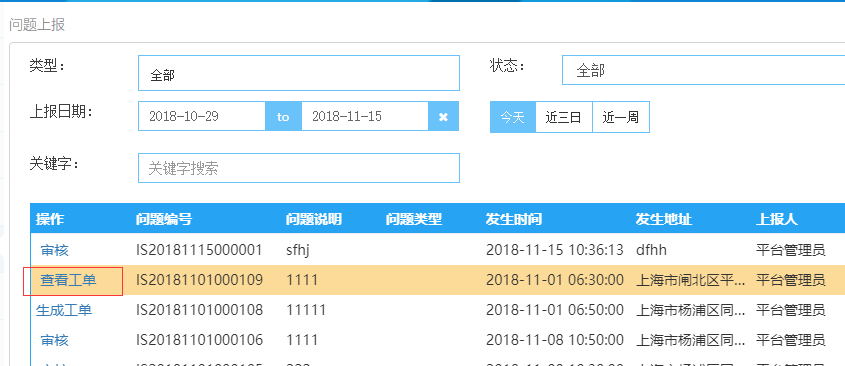 问题上报
类型： 全部 状态： 全部
上报日期： 2018-10-29 to 2018-11-15 × 今天 近三日 近一周
关键字： 关键字搜索
操作 问题编号 问题说明 问题类型 发生时间 发生地址 上报人
审核 IS20181115000001 sfhj 2018-11-15 10:36:13 dfhh 平台管理员
查看工单 IS20181101000109 1111 2018-11-01 06:30:00 上海市闸北区平... 平台管理员
生成工单 IS20181101000108 11111 2018-11-01 06:50:00 上海市杨浦区同... 平台管理员
审核 IS20181101000106 1111 2018-11-08 10:50:00 上海市杨浦区同... 平台管理员